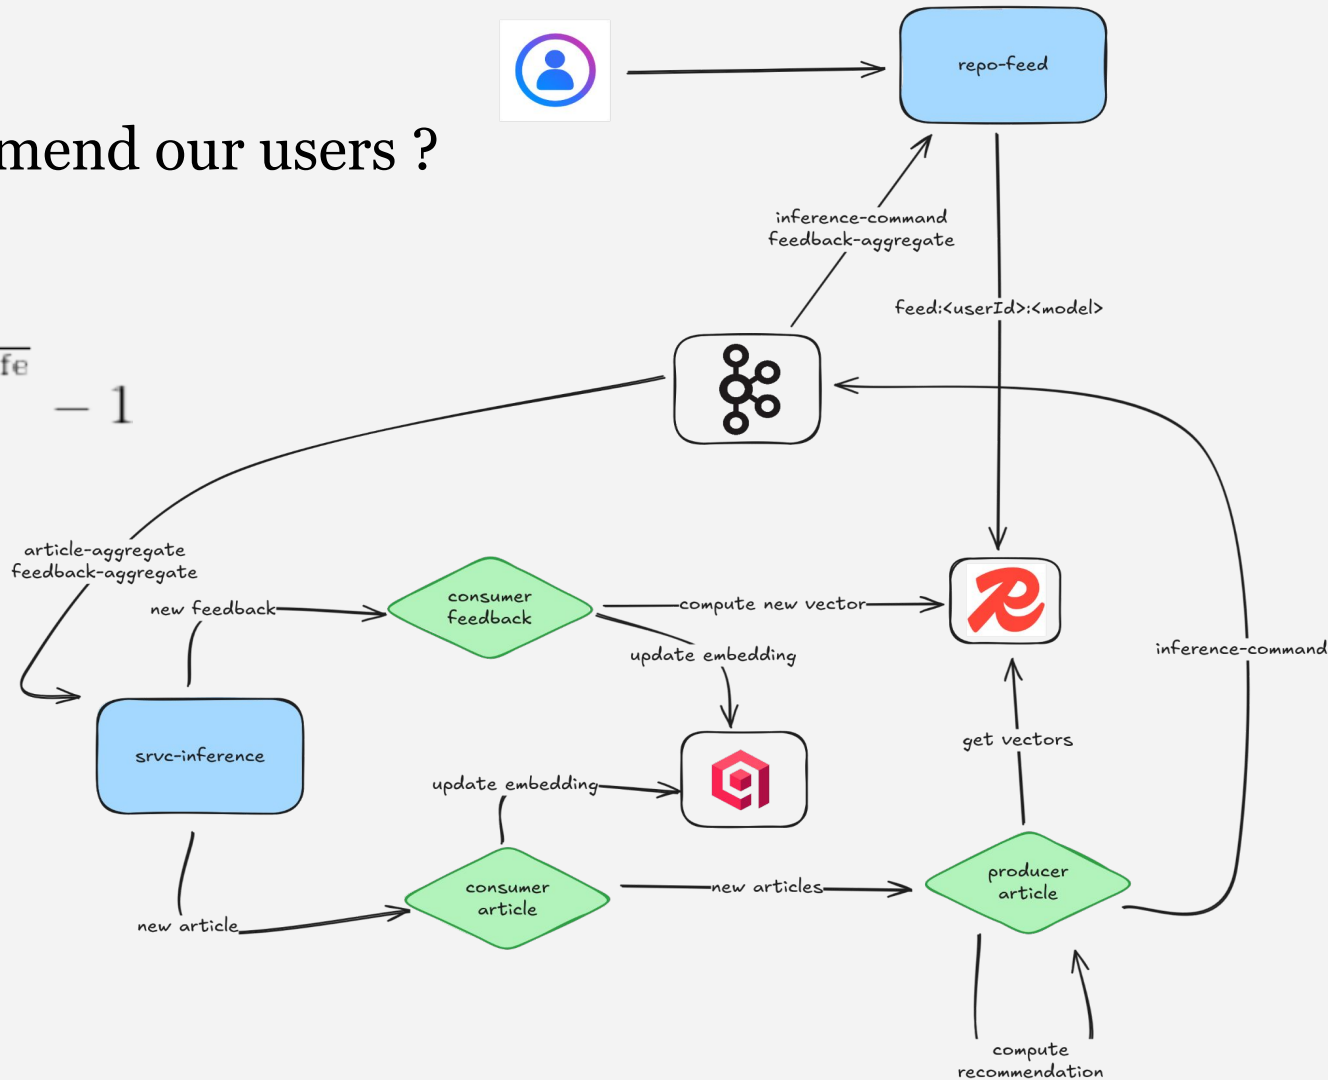 repo-feed
mend our users ?
inference-command
feedback-aggregate
feed:<userId>:<model>
fe
− 1
article-aggregate
feedback-aggregate
new feedback
consumer
feedback
compute new vector
update embedding
inference-command
srvc-inference
get vectors
update embedding
consumer
article
new articles
producer
article
new article
compute
recommendation